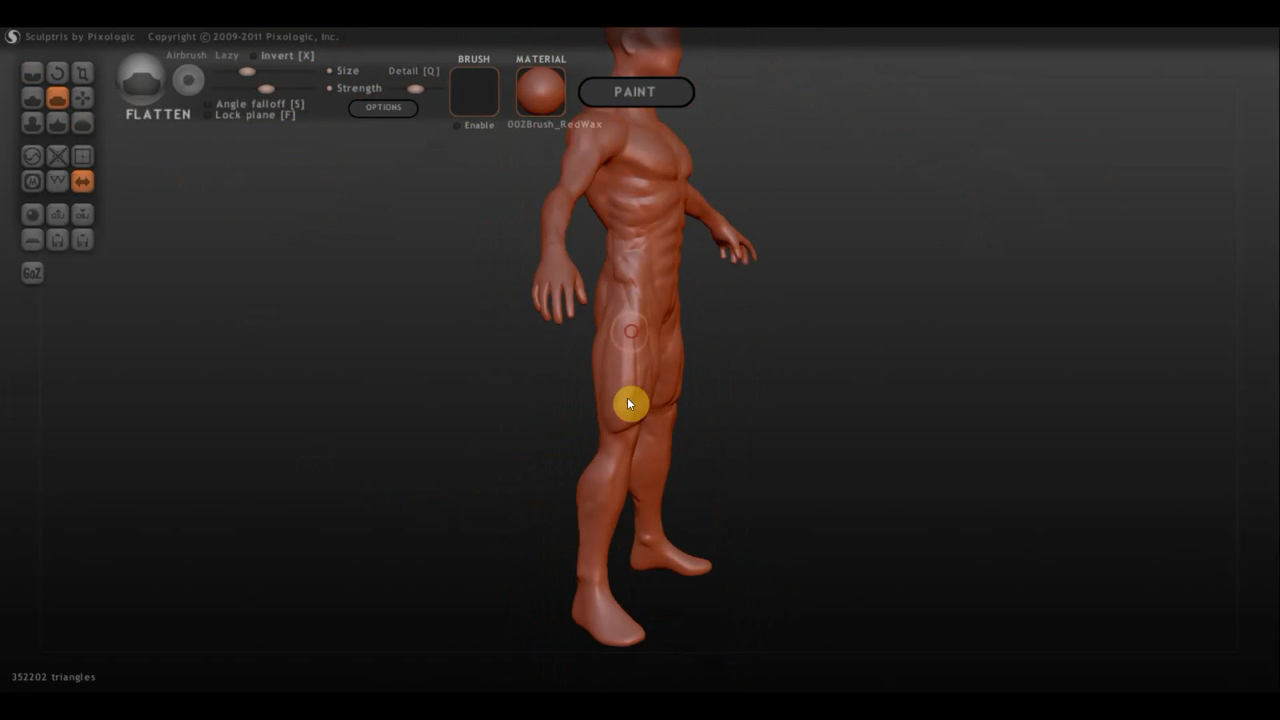 Sculptris by Pixologic Copyright © 2009-2011 Pixologic, Inc.
Airbrush Lazy Invert [X]
Size Detail [Q]
Strength
Angle falloff [S]
Lock plane [F]
OPTIONS
FLATTEN
BRUSH
Enable
MATERIAL
00ZBrush_RedWax
PAINT
GoZ
352202 triangles